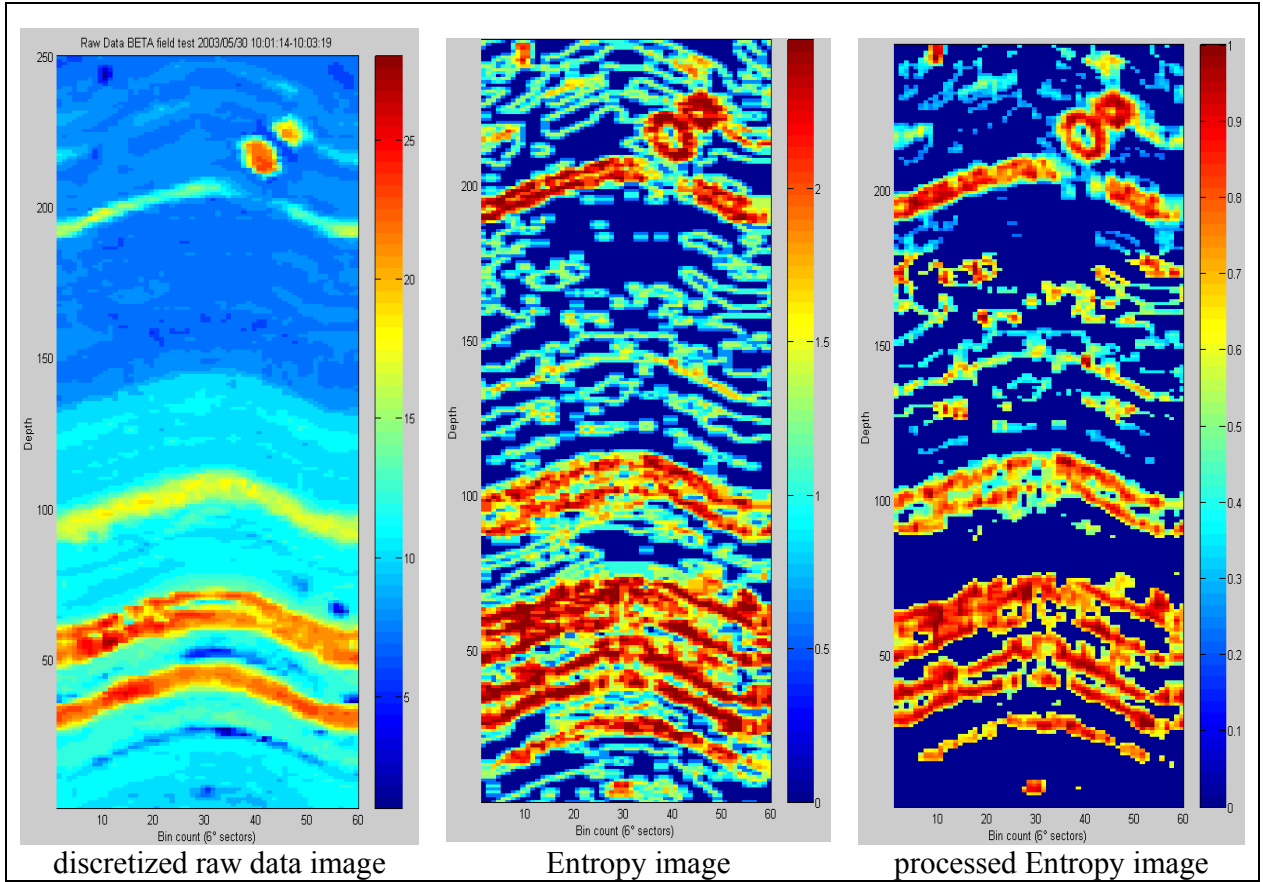 Raw Data BETA field test 2003/05/30 10:01:14-10:03:19
250
200
150
100
50
Depth
10 20 30 40 50 60
Bin count (6° sectors)
25
20
15
10
5
discretized raw data image
200
150
100
50
Depth
10 20 30 40 50 60
Bin count (6° sectors)
2
1.5
1
0.5
0
Entropy image
200
150
100
50
Depth
10 20 30 40 50 60
Bin count (6° sectors)
1
0.9
0.8
0.7
0.6
0.5
0.4
0.3
0.2
0.1
0
processed Entropy image